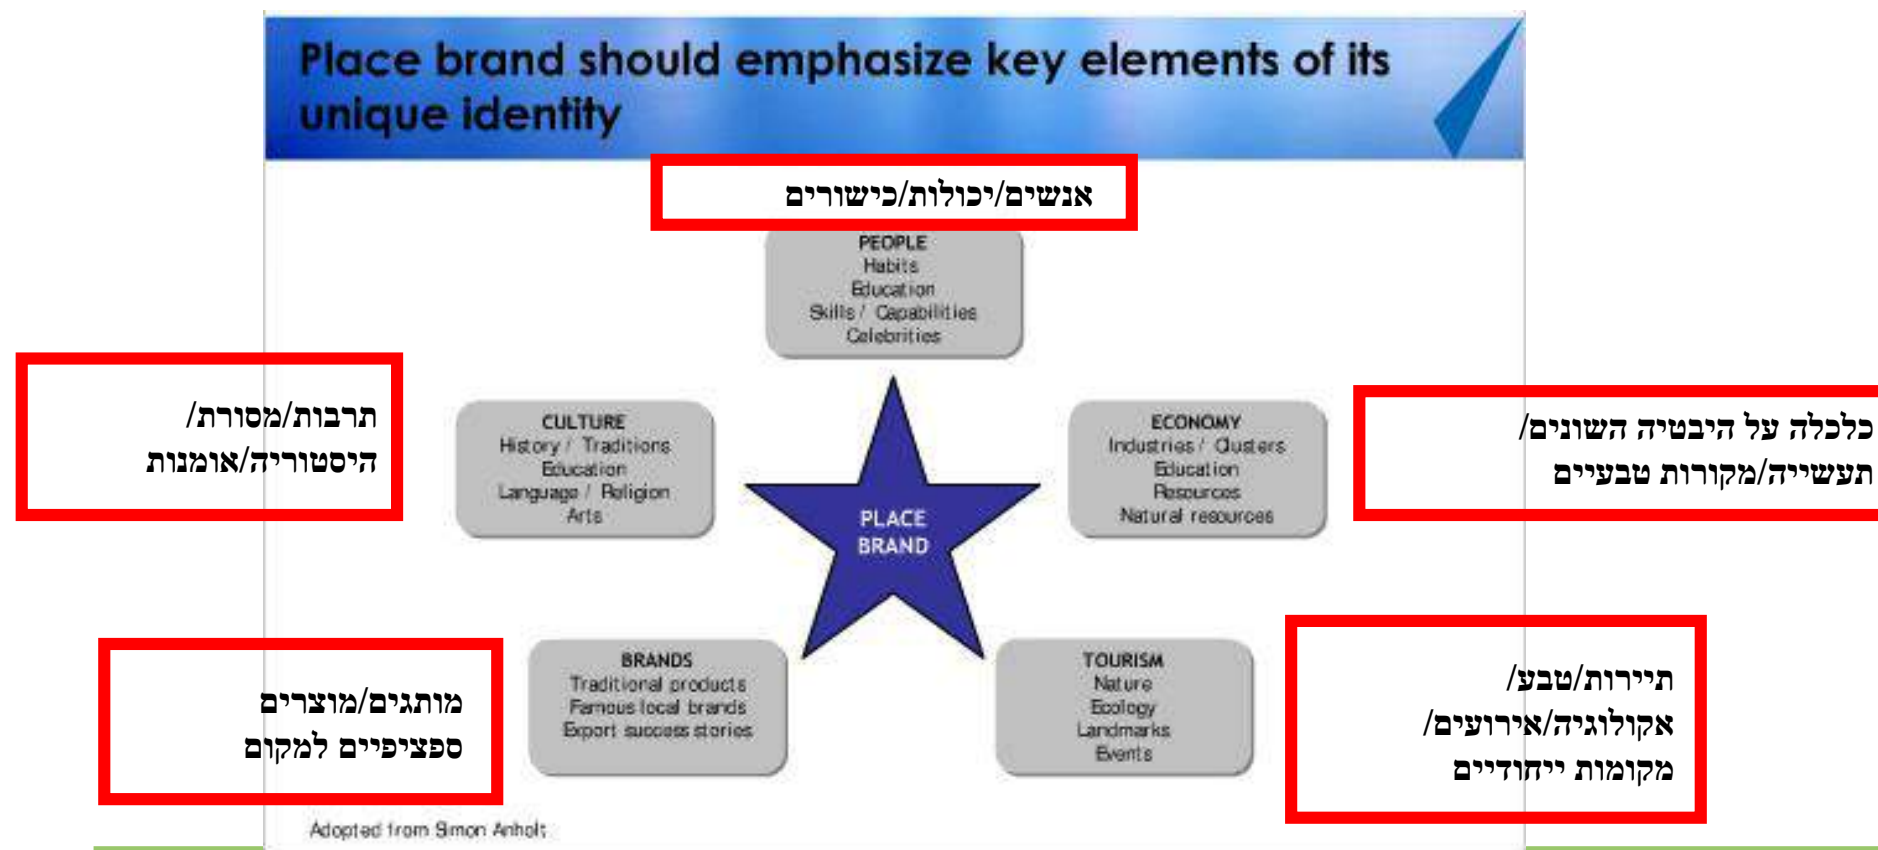 Place brand should emphasize key elements of its
unique identity
אנשים/יכולות/כישורים
PEOPLE
Habits
Education
Skills / Capabilities
Celebrities
תרבות/מסורת/
היסטוריה/אומנות
CULTURE
History / Traditions
Education
Language / Religion
Arts
ECONOMY
Industries / Clusters
Education
Resources
Natural resources
כלכלה על היבטיה השונים/
תעשייה/מקורות טבעיים
PLACE
BRAND
מותגים/מוצרים
ספציפיים למקום
BRANDS
Traditional products
Famous local brands
Export success stories
TOURISM
Nature
Ecology
Landmarks
Events
תיירות/טבע/
אקולוגיה/אירועים/
מקומות ייחודיים
Adopted from Simon Anholt